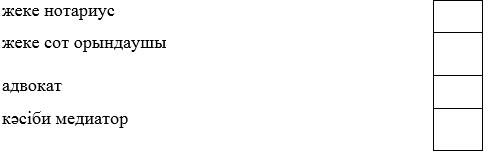 жеке нотариус
жеке сот орындаушы
адвокат
кәсіби медиатор